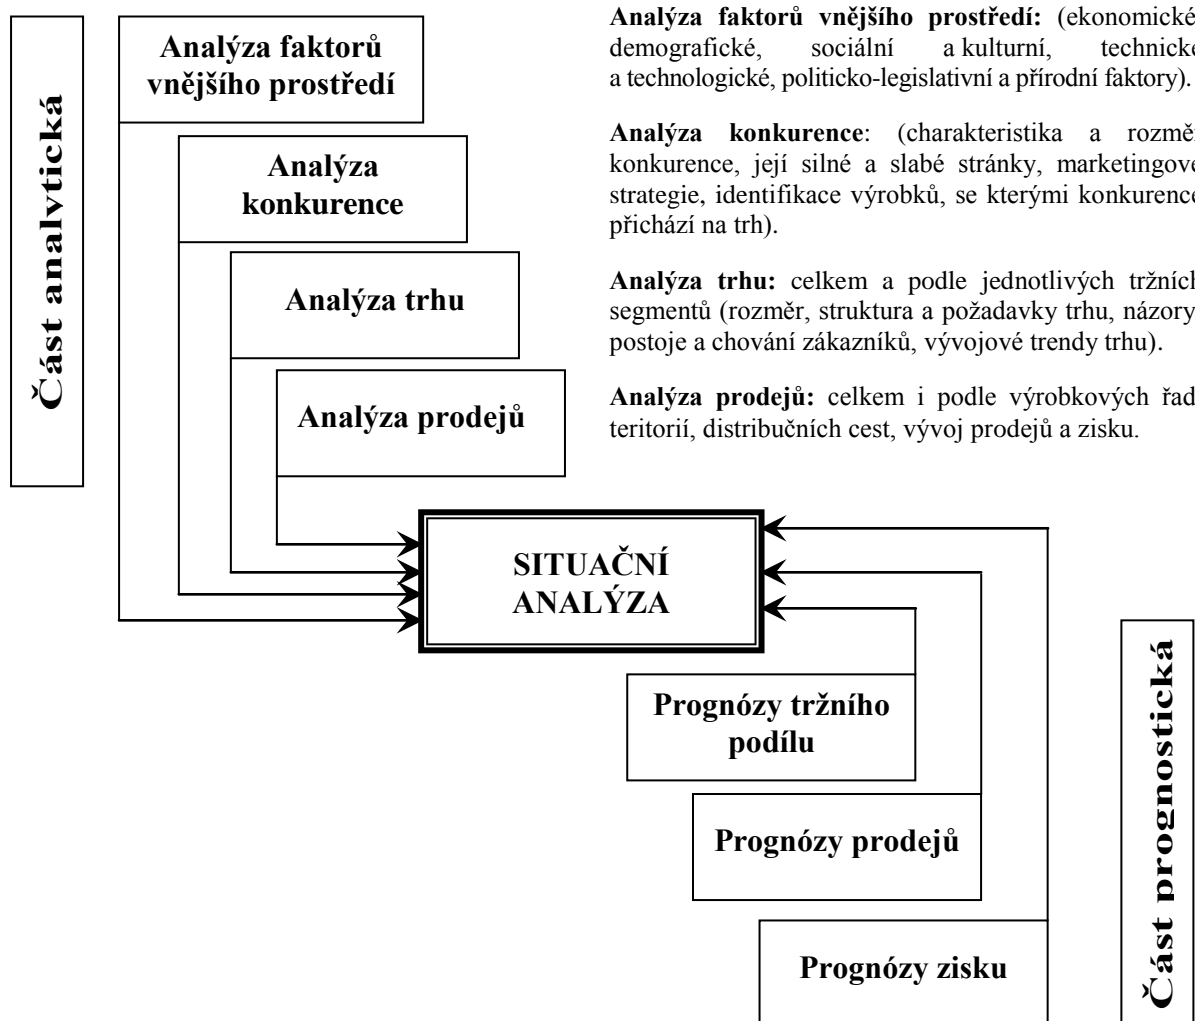 Část analytická
Analýza faktorů
vnějšího prostředí
Analýza
konkurence
Analýza trhu
Analýza prodejů
Analýza faktorů vnějšího prostředí: (ekonomické
demografické, sociální a kulturní, technické
a technologické, politicko-legislativní a přírodní faktory).
Analýza konkurence: (charakteristika a rozměr
konkurence, její silné a slabé stránky, marketingové
strategie, identifikace výrobků, se kterými konkurence
přichází na trh).
Analýza trhu: celkem a podle jednotlivých tržních
segmentů (rozměr, struktura a požadavky trhu, názory
postoje a chování zákazníků, vývojové trendy trhu).
Analýza prodejů: celkem i podle výrobkových řad
teritorií, distribučních cest, vývoj prodejů a zisku.
SITUAČNÍ
ANALÝZA
Prognózy tržního
podílu
Prognózy prodejů
Prognózy zisku
Část prognostická